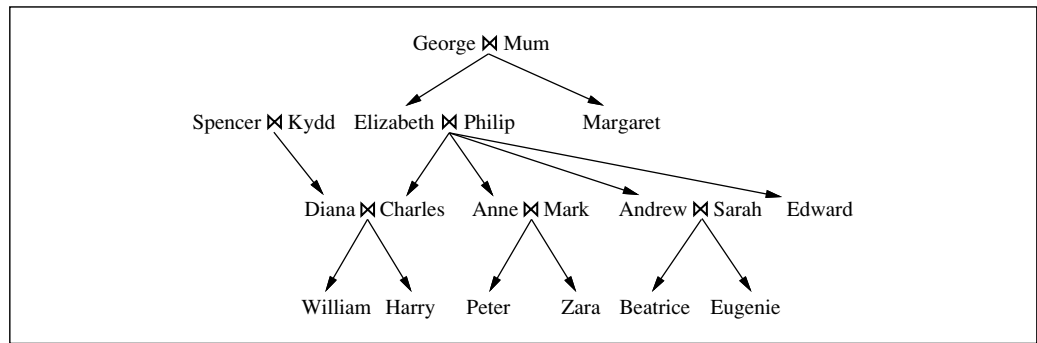 George ⋈ Mum
Spencer ⋈ Kydd Elizabeth ⋈ Philip Margaret
Diana ⋈ Charles Anne ⋈ Mark Andrew ⋈ Sarah Edward
William Harry Peter Zara Beatrice Eugenie